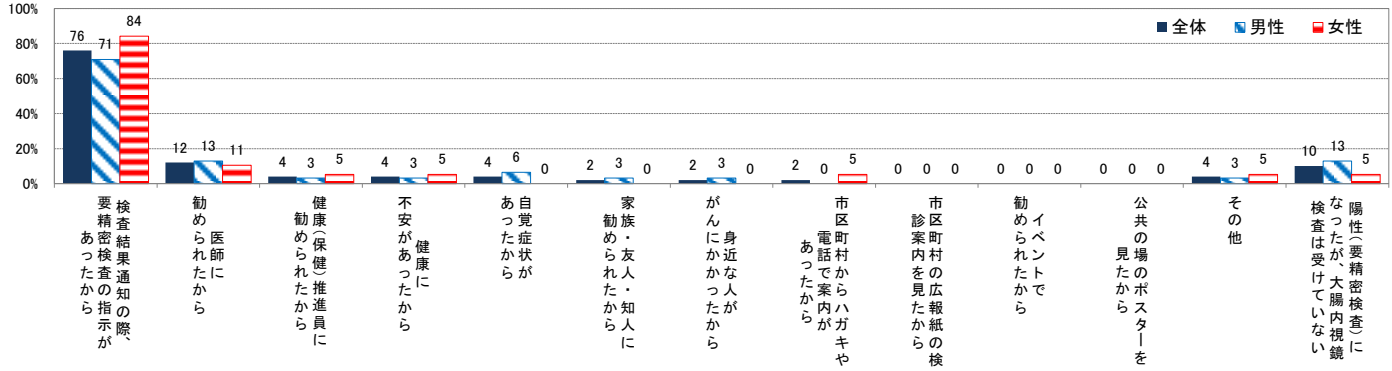 100%
80%
60%
40%
20%
0%
■全体 男性 女性
76 71 84
12 13 11
4 3 5
4 3 5
4 6 0
2 3 0
2 3 0
2 0 5
0 0 0
0 0 0
0 0 0
4 3 5
10 13 5
検査結果通知の際、
要精密検査の指示が
あったから
医師に
勧められたから
健康(保健)推進員に
勧められたから
健康に
不安があったから
自覚症状が
あったから
家族・友人・知人に
勧められたから
身近な人が
がんにかかったから
市区町村からハガキや
電話で案内が
あったから
市区町村の広報紙の検
診案内を見たから
イベントで
勧められたから
公共の場のポスターを
見たから
その他
陽性(要精密検査)に
なったが、大腸内視鏡
検査は受けていない